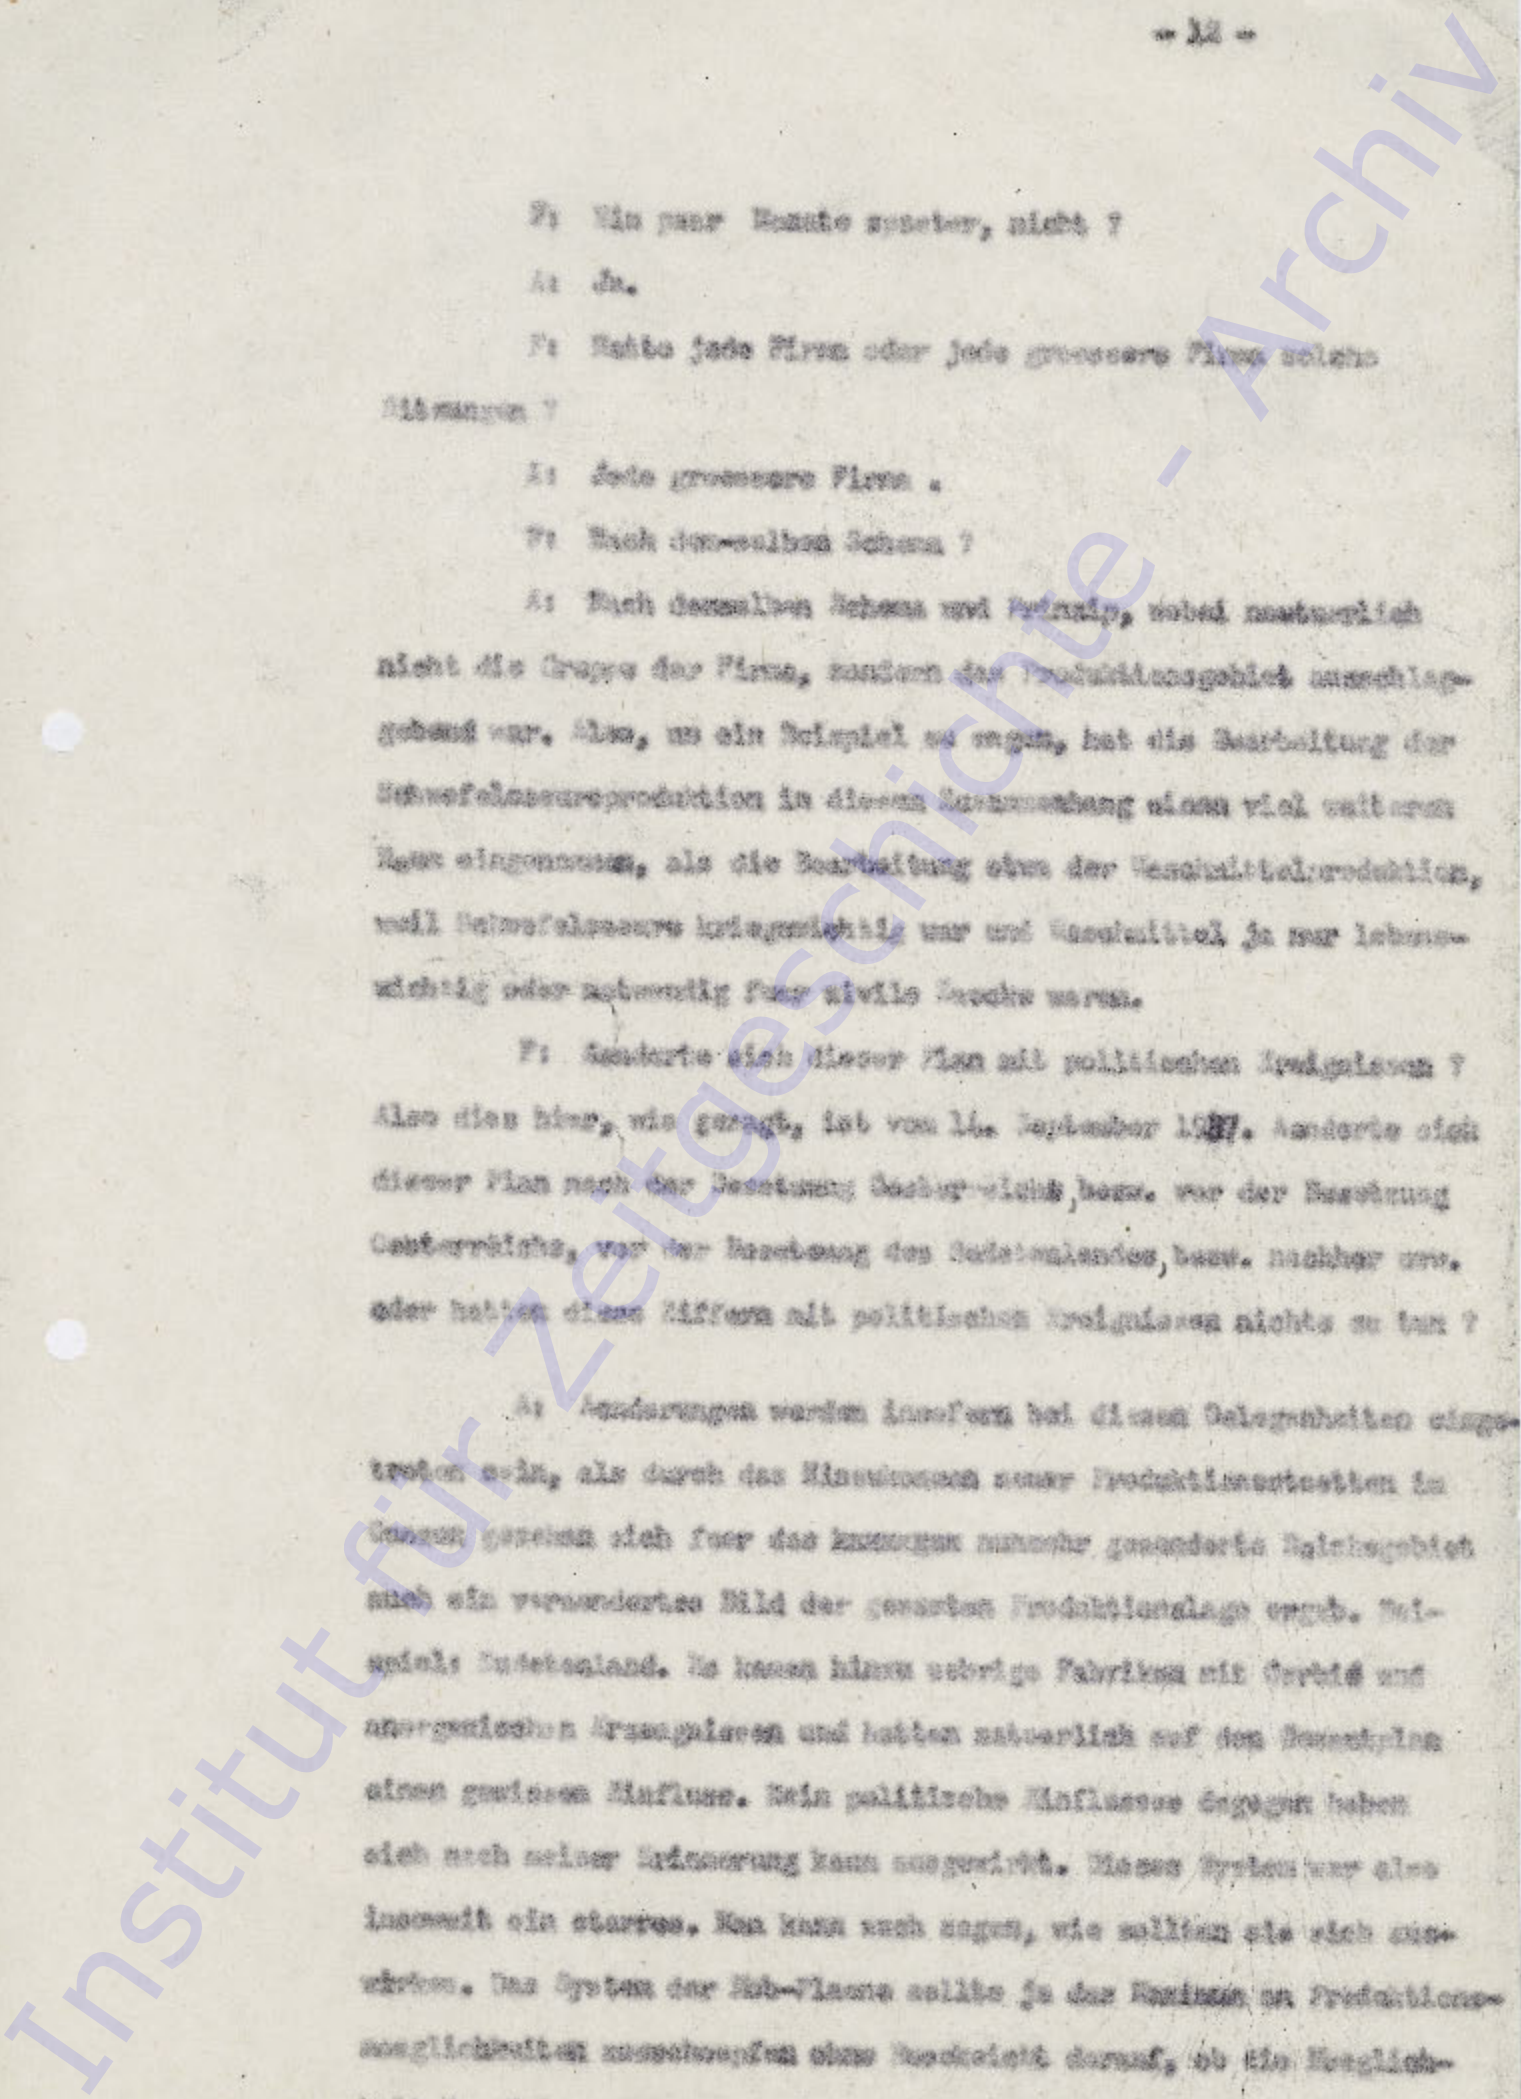 - 12 -
F: Ein paar Monate spaeter, nicht ?
A: Ja.
F: Hatte jede Firma oder jede groessere Firma solche
Sitzungen ?
A: Jede groessere Firma .
F: Nach dem-selben Schema ?
A: Nach demselben Schema und Prinzip, wobei natuerlich
nicht die Gruppe der Firma, sondern das Produktionsgebiet ausschlag-
gebend war. Also, um ein Beispiel zu sagen, hat die Bearbeitung der
Schwefelsaeureproduktion in diesem Zusammenhang einen viel weiteren
Raum eingenommen, als die Bearbeitung etwa der Waschmittelproduktion,
weil Schwefelsaeure kriegswichtig war und Waschmittel ja nur lebens-
wichtig oder notwendig fuer zivile Zwecke waren.
F: Aenderte sich dieser Plan mit politischen Ereignissen ?
Also dies hier, wie gesagt, ist vom 14. September 1937. Aenderte sich
dieser Plan nach der Besetzung Oesterreichs, bezw. vor der Besetzung
Oesterreichs, vor der Besetzung des Sudetenlandes, bezw. nachher usw.
oder hatten diese Ziffern mit politischen Ereignissen nichts zu tun ?
A: Aenderungen werden insofern bei diesen Gelegenheiten einge-
treten sein, als durch das Hinzukommen neuer Produktionsstaetten im
Ganzen gesehen sich fuer das nunmehr geaenderte Reichsgebiet
auch ein veraendertes Bild der gesamten Produktionslage ergab. Bei-
spiel: Sudetenland. Es kamen hinzu uebrige Fabriken mit Carbid und
anorganischen Erzeugnissen und hatten natuerlich auf den Gesamtplan
einen gewissen Einfluss. Rein politische Einfluesse dagegen haben
sich nach meiner Erinnerung kaum ausgewirkt. Dieses System war also
insoweit ein starres. Man kann auch sagen, wie sollten sie sich aus-
wirken. Das System der Mob-Plaene sollte ja das Maximum an Produktions-
moeglichkeiten ausschoepfen ohne Ruecksicht darauf, ob die Moeglich-
Institut für Zeitgeschichte - Archiv